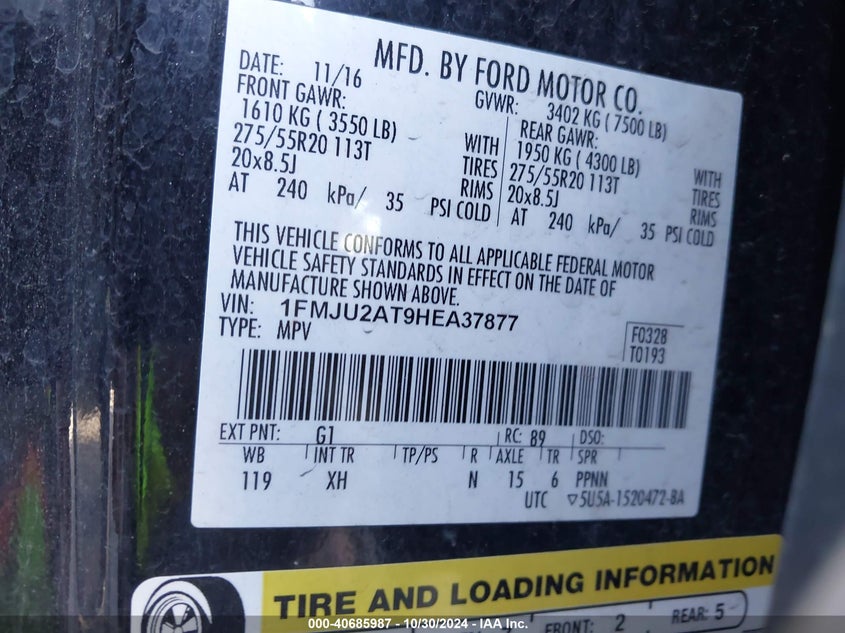 MFD. BY FORD MOTOR CO.
DATE: 11/16 GVWR: 3402 KG ( 7500 LB)
FRONT GAWR: REAR GAWR:
1610 KG ( 3550 LB) WITH 1950 KG ( 4300 LB) WITH
275/55R20 113T TIRES 275/55R20 113T TIRES
20x8.5J RIMS 20x8.5J RIMS
AT 240 kPa/ 35 PSI COLD AT 240 kPa/ 35 PSI COLD
THIS VEHICLE CONFORMS TO ALL APPLICABLE FEDERAL MOTOR
VEHICLE SAFETY STANDARDS IN EFFECT ON THE DATE OF
MANUFACTURE SHOWN ABOVE.
VIN: 1FMJU2AT9HEA37877
TYPE: MPV
F0328
T0193
EXT PNT: G1 RC: 89 DSO:
WB INT TR TP/PS R AXLE TR SPR
119 XH N 15 6 PPNN
UTC ▽5U5A-1520472-BA
TIRE AND LOADING INFORMATION
FRONT: 2 REAR: 5
000-40685987 - 10/30/2024 - IAA Inc.